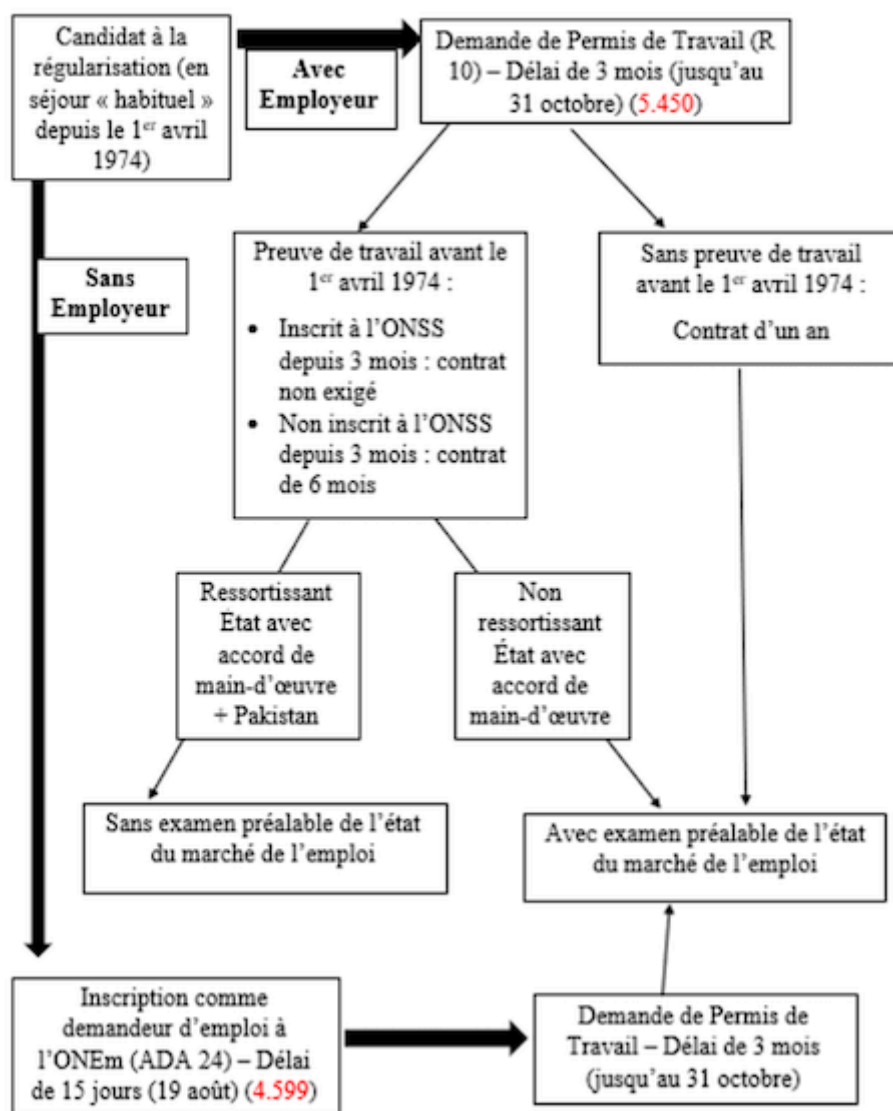 Candidat à la
régularisation (en
séjour « habituel »
depuis le 1er avril
1974)
Avec
Employeur
Demande de Permis de Travail (R
10) – Délai de 3 mois (jusqu’au
31 octobre) (5.450)
Sans
Employeur
Preuve de travail avant le
1er avril 1974 :
• Inscrit à l’ONSS
depuis 3 mois : contrat
non exigé
• Non inscrit à l’ONSS
depuis 3 mois : contrat
de 6 mois
Sans preuve de travail
avant le 1er avril 1974 :
Contrat d’un an
Ressortissant
État avec
accord de
main-d’œuvre
+ Pakistan
Non
ressortissant
État avec
accord de
main-d’œuvre
Sans examen préalable de l’état
du marché de l’emploi
Avec examen préalable de l’état
du marché de l’emploi
Inscription comme
demandeur d’emploi à
l’ONEm (ADA 24) – Délai
de 15 jours (19 août) (4.599)
Demande de Permis de
Travail – Délai de 3 mois
(jusqu’au 31 octobre)